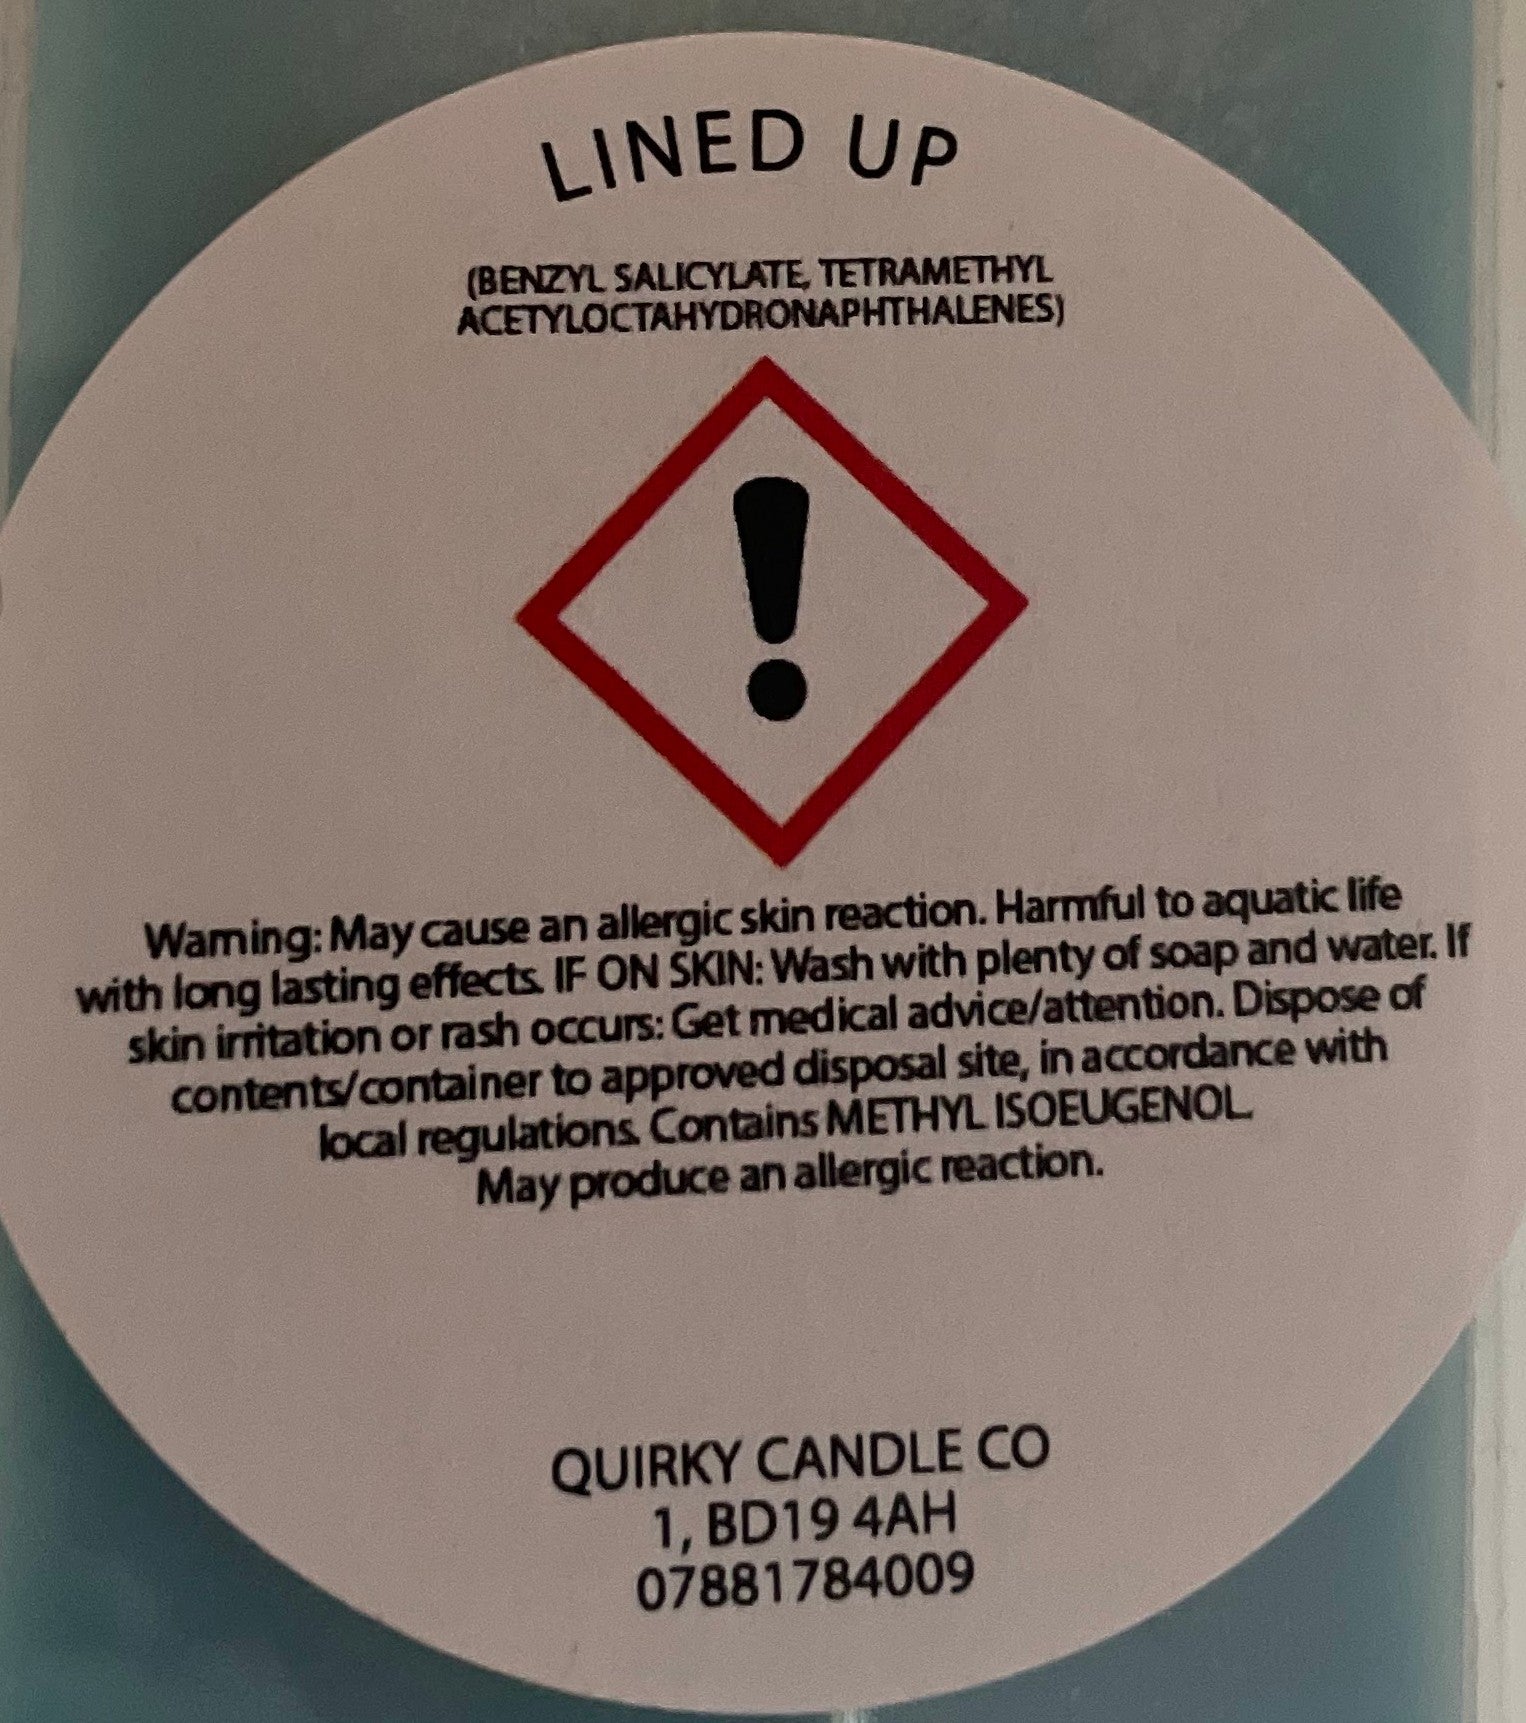 LINED UP
(BENZYL SALICYLATE, TETRAMETHYL
ACETYLOCTAHYDRONAPHTHALENES)
Warning: May cause an allergic skin reaction. Harmful to aquatic life
with long lasting effects. IF ON SKIN: Wash with plenty of soap and water. If
skin irritation or rash occurs: Get medical advice/attention. Dispose of
contents/container to approved disposal site, in accordance with
local regulations. Contains METHYL ISOEUGENOL.
May produce an allergic reaction.
QUIRKY CANDLE CO
1, BD19 4AH
07881784009